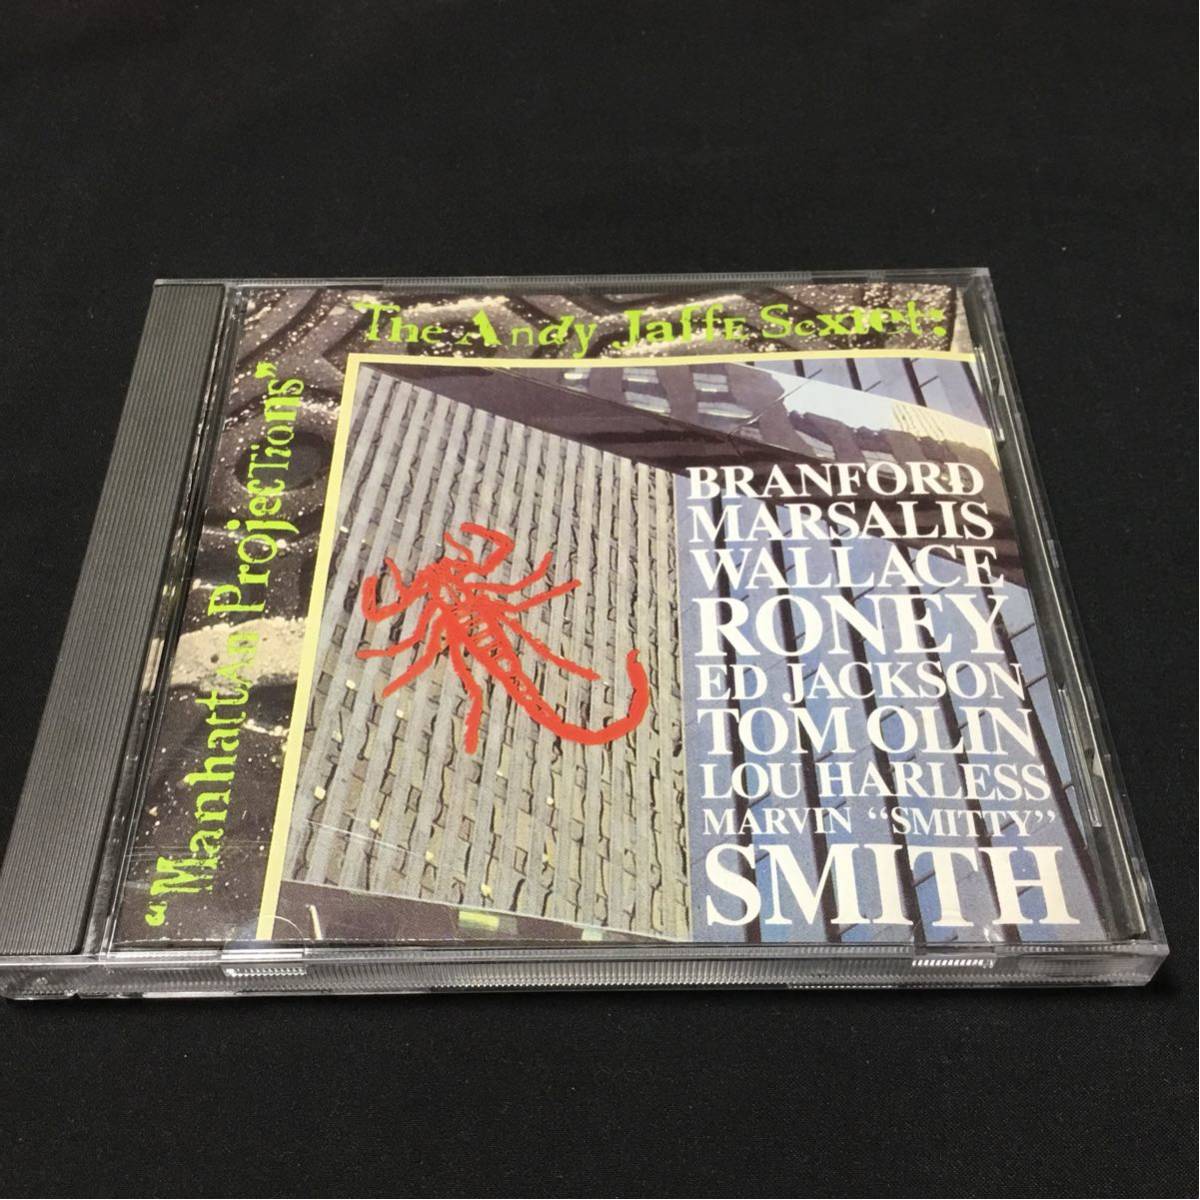 The Andy JaffE Sextet:
“ManhattAn ProjecTions”
BRANFORD
MARSALIS
WALLACE
RONEY
ED JACKSON
TOM OLIN
LOU HARLESS
MARVIN “SMITTY”
SMITH